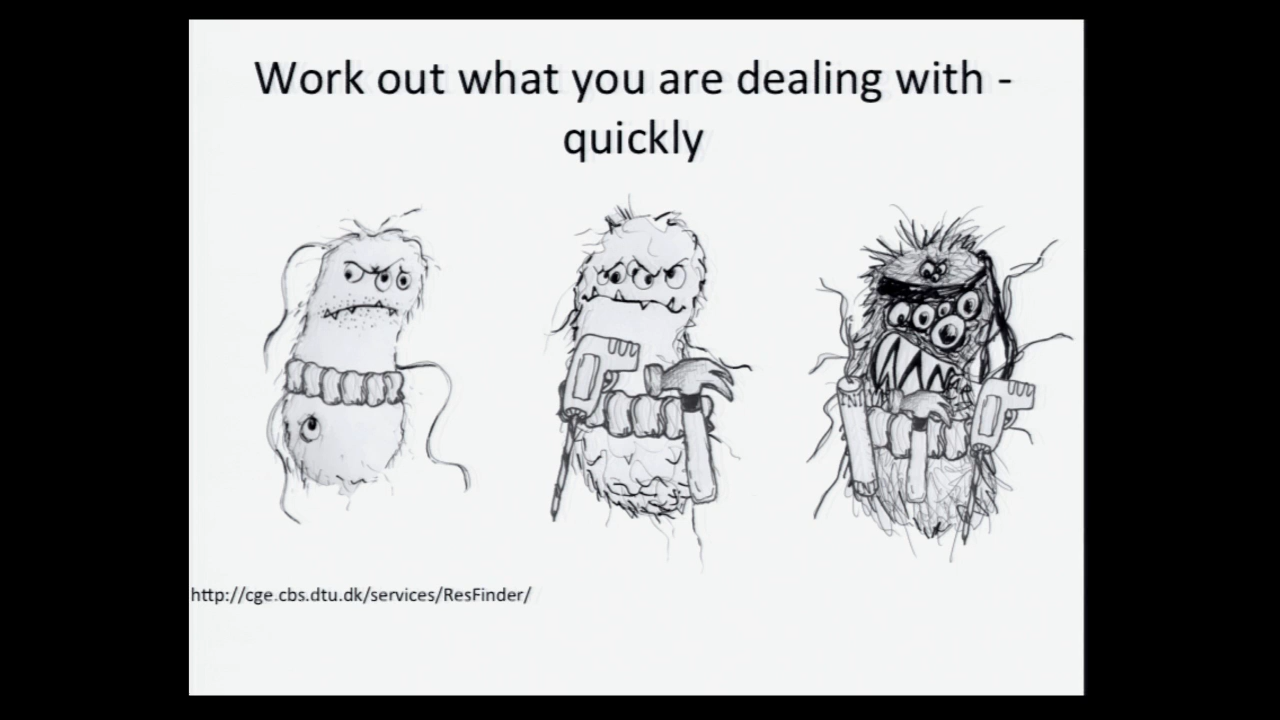 Work out what you are dealing with -
quickly
http://cge.cbs.dtu.dk/services/ResFinder/